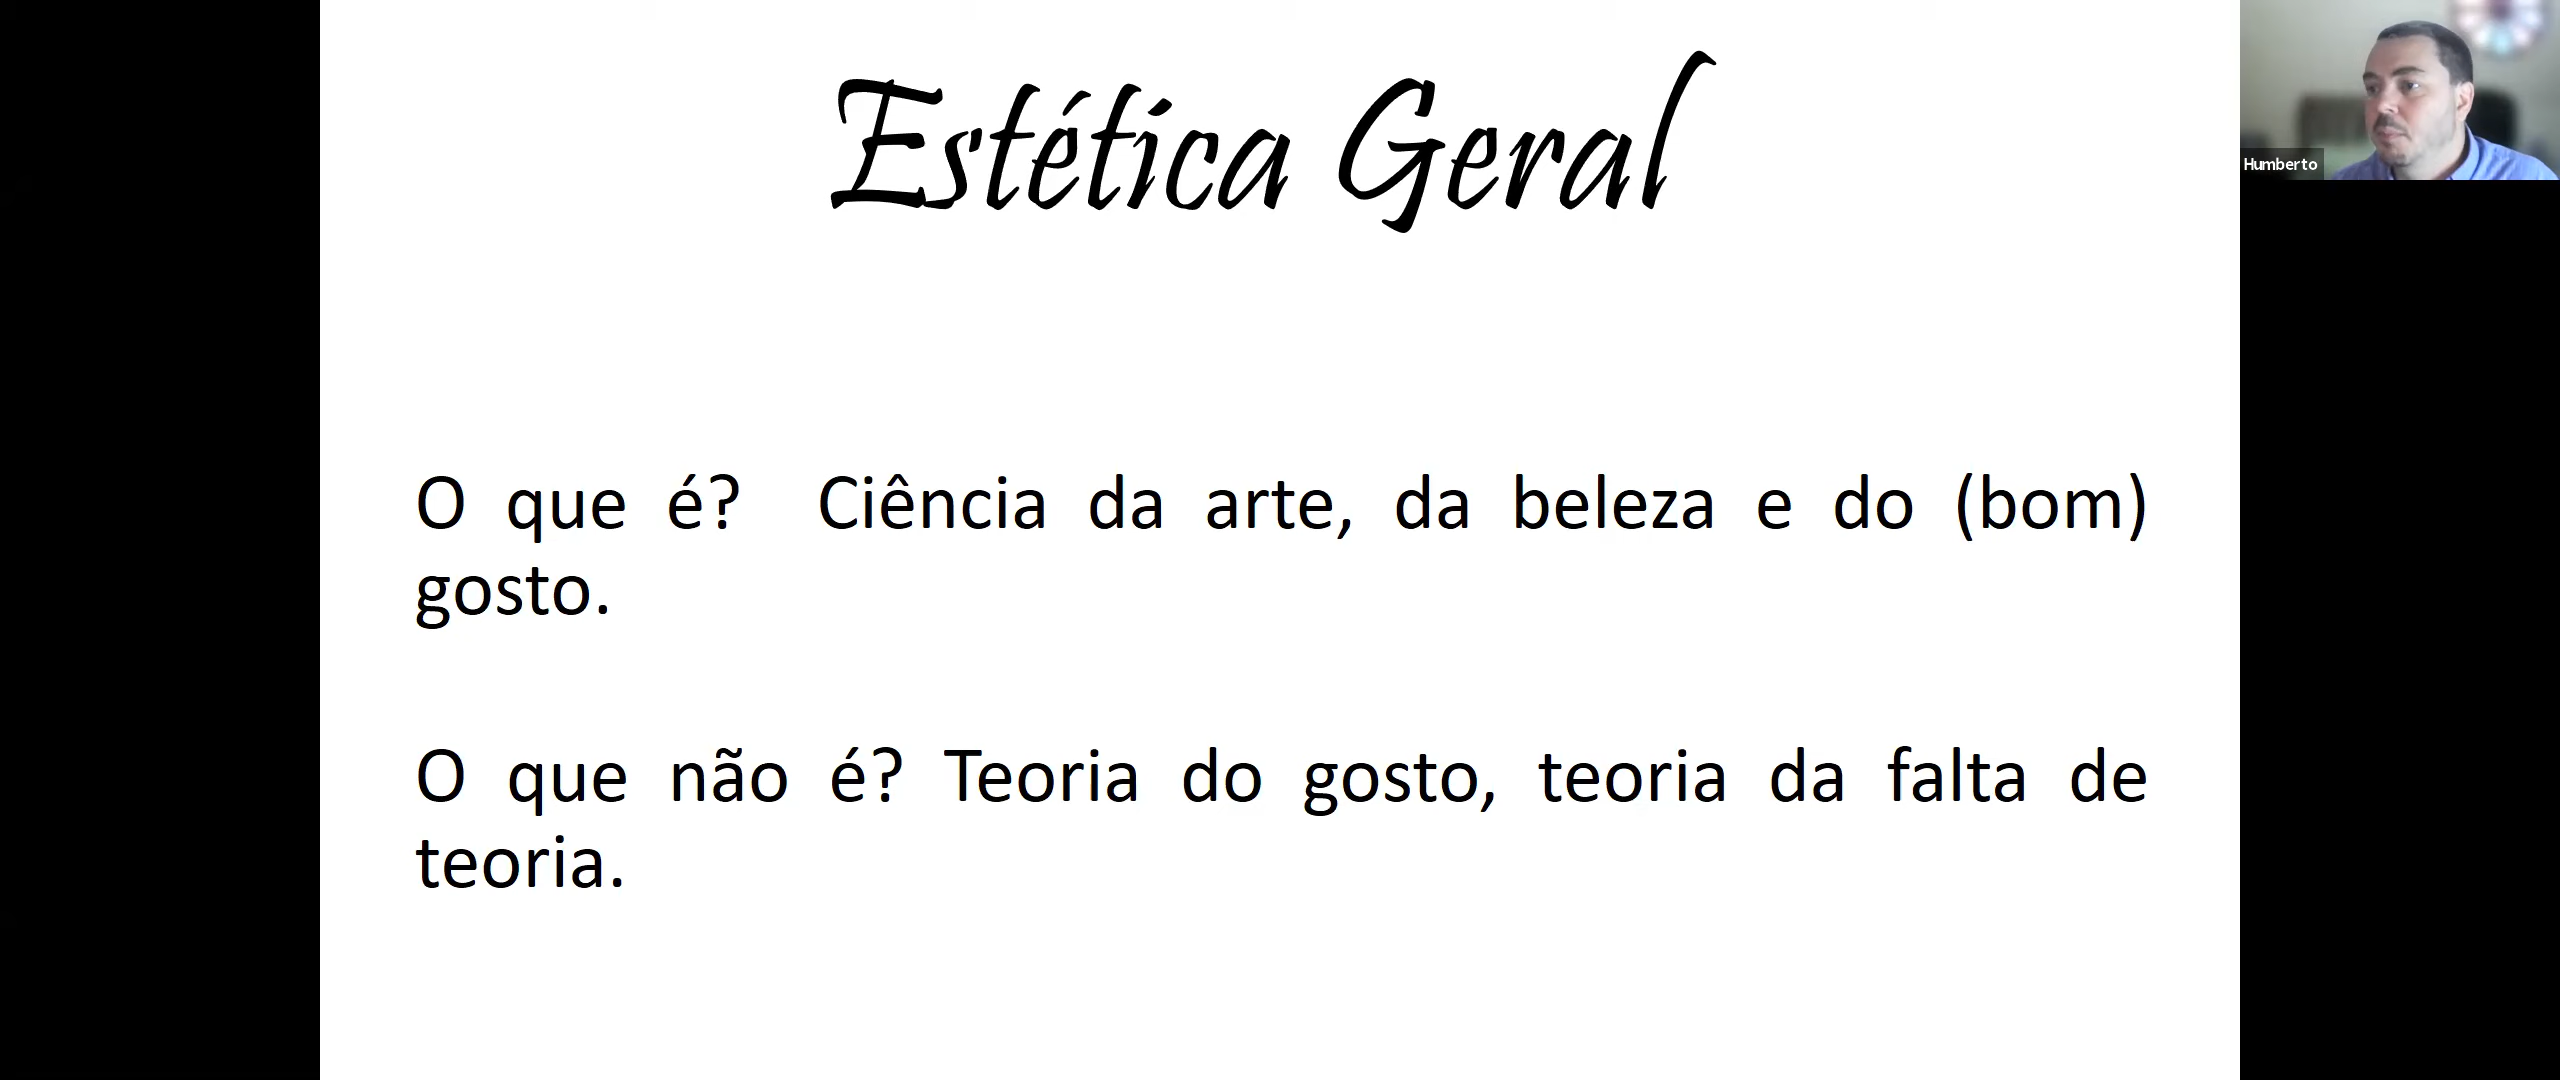 Estética Geral
Humberto
O que é? Ciência da arte, da beleza e do (bom)
gosto.
O que não é? Teoria do gosto, teoria da falta de
teoria.